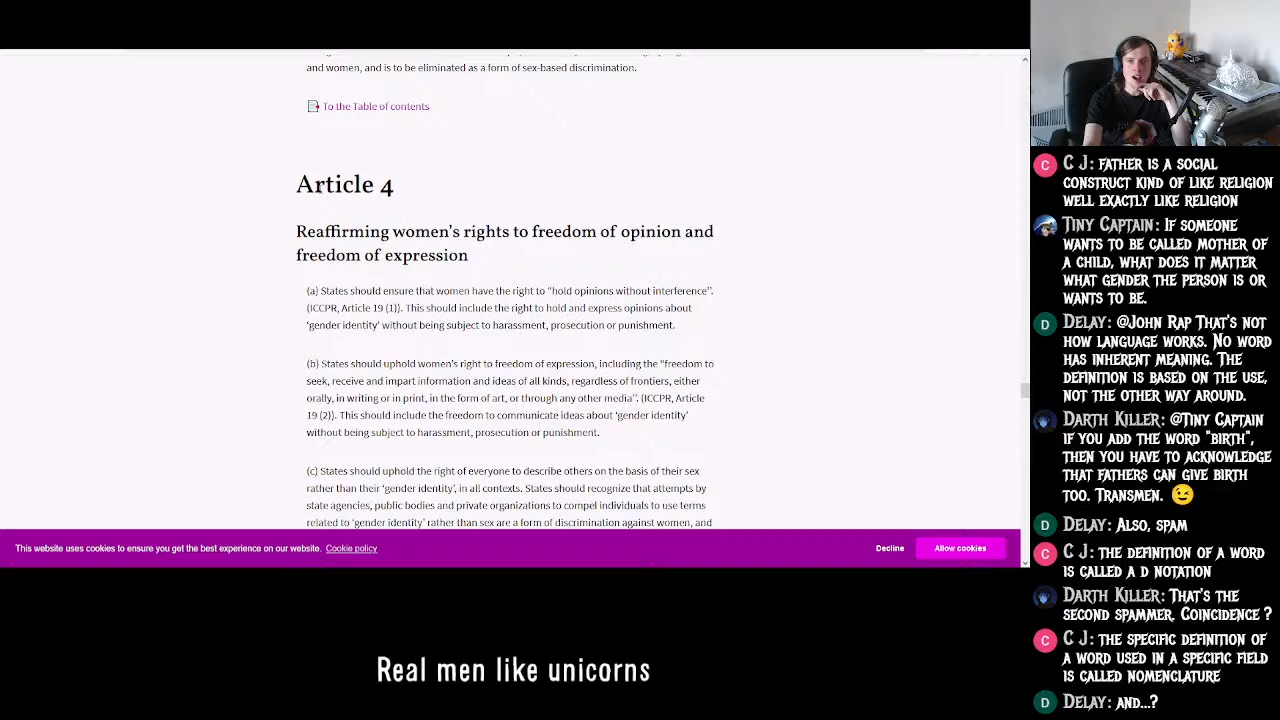 and women, and is to be eliminated as a form of sex-based discrimination.
To the Table of contents
Article 4
Reaffirming women's rights to freedom of opinion and
freedom of expression
(a) States should ensure that women have the right to "hold opinions without interference".
(ICCPR, Article 19 (1)). This should include the right to hold and express opinions about
'gender identity' without being subject to harassment, prosecution or punishment.
(b) States should uphold women's right to freedom of expression, including the "freedom to
seek, receive and impart information and ideas of all kinds, regardless of frontiers, either
orally, in writing or in print, in the form of art, or through any other media". (ICCPR, Article
19 (2)). This should include the freedom to communicate ideas about 'gender identity'
without being subject to harassment, prosecution or punishment.
(c) States should uphold the right of everyone to describe others on the basis of their sex
rather than their 'gender identity', in all contexts. States should recognize that attempts by
state agencies, public bodies and private organizations to compel individuals to use terms
related to 'gender identity' rather than sex are a form of discrimination against women, and
This website uses cookies to ensure you get the best experience on our website. Cookie policy
Decline
Allow cookies
Real men like unicorns
C J: Father is a social
construct kind of like religion
well exactly like religion
Tiny Captain: If someone
wants to be called mother of
a child, what does it matter
what gender the person is or
wants to be.
Delay: @John Rap That's not
how language works. No word
has inherent meaning. The
definition is based on the use,
not the other way around.
Darth Killer: @Tiny Captain
if you add the word "birth",
then you have to acknowledge
that fathers can give birth
too. Transmen. 😉
Delay: Also, spam
C J: the definition of a word
is called a D notation
Darth Killer: That's the
second spammer. Coincidence ?
C J: the specific definition of
a word used in a specific field
is called nomenclature
Delay: and...?